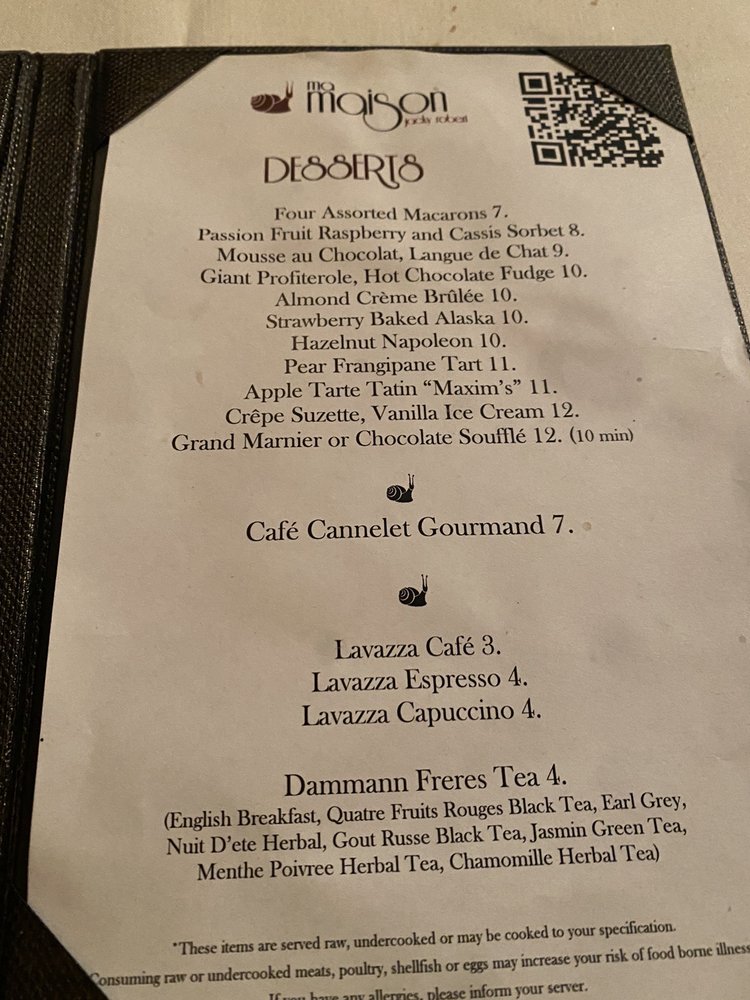 ma
maison
jacky robert
DESSERTS
Four Assorted Macarons 7.
Passion Fruit Raspberry and Cassis Sorbet 8.
Mousse au Chocolat, Langue de Chat 9.
Giant Profiterole, Hot Chocolate Fudge 10.
Almond Crème Brûlée 10.
Strawberry Baked Alaska 10.
Hazelnut Napoleon 10.
Pear Frangipane Tart 11.
Apple Tarte Tatin “Maxim’s” 11.
Crêpe Suzette, Vanilla Ice Cream 12.
Grand Marnier or Chocolate Soufflé 12. (10 min)
Café Cannelet Gourmand 7.
Lavazza Café 3.
Lavazza Espresso 4.
Lavazza Capuccino 4.
Dammann Freres Tea 4.
(English Breakfast, Quatre Fruits Rouges Black Tea, Earl Grey,
Nuit D’ete Herbal, Gout Russe Black Tea, Jasmin Green Tea,
Menthe Poivree Herbal Tea, Chamomille Herbal Tea)
*These items are served raw, undercooked or may be cooked to your specification.
Consuming raw or undercooked meats, poultry, shellfish or eggs may increase your risk of food borne illness
If you have any allergies, please inform your server.